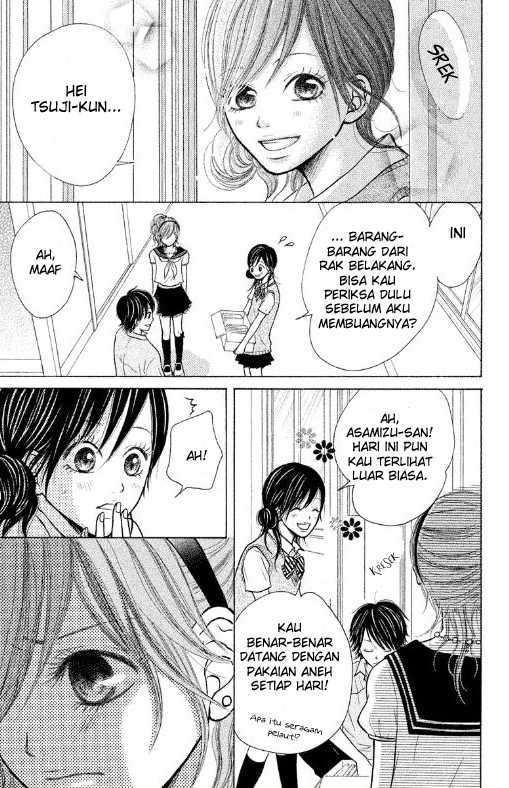 SREK
HEI
TSUJI-KUN...
INI
... BARANG-
BARANG DARI
RAK BELAKANG.
BISA KAU
PERIKSA DULU
SEBELUM AKU
MEMBUANGNYA?
AH,
MAAF
AH,
ASAMIZU-SAN!
HARI INI PUN
KAU TERLIHAT
LUAR BIASA.
KRESEK
KAU
BENAR-BENAR
DATANG DENGAN
PAKAIAN ANEH
SETIAP HARI!
Apa itu seragam
pelaut!?
AH!